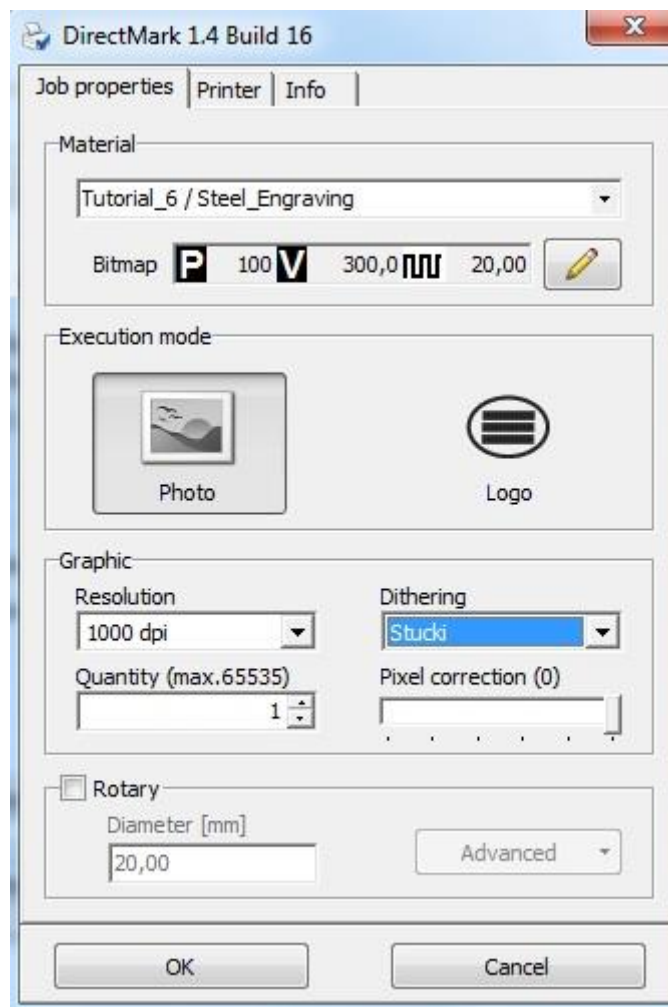 DirectMark 1.4 Build 16
Job properties Printer Info
Material
Tutorial_6 / Steel_Engraving
Bitmap P 100 V 300,0 20,00
Execution mode
Photo Logo
Graphic
Resolution Dithering
1000 dpi Stucki
Quantity (max.65535) Pixel correction (0)
1
Rotary
Diameter [mm]
20,00 Advanced
OK Cancel